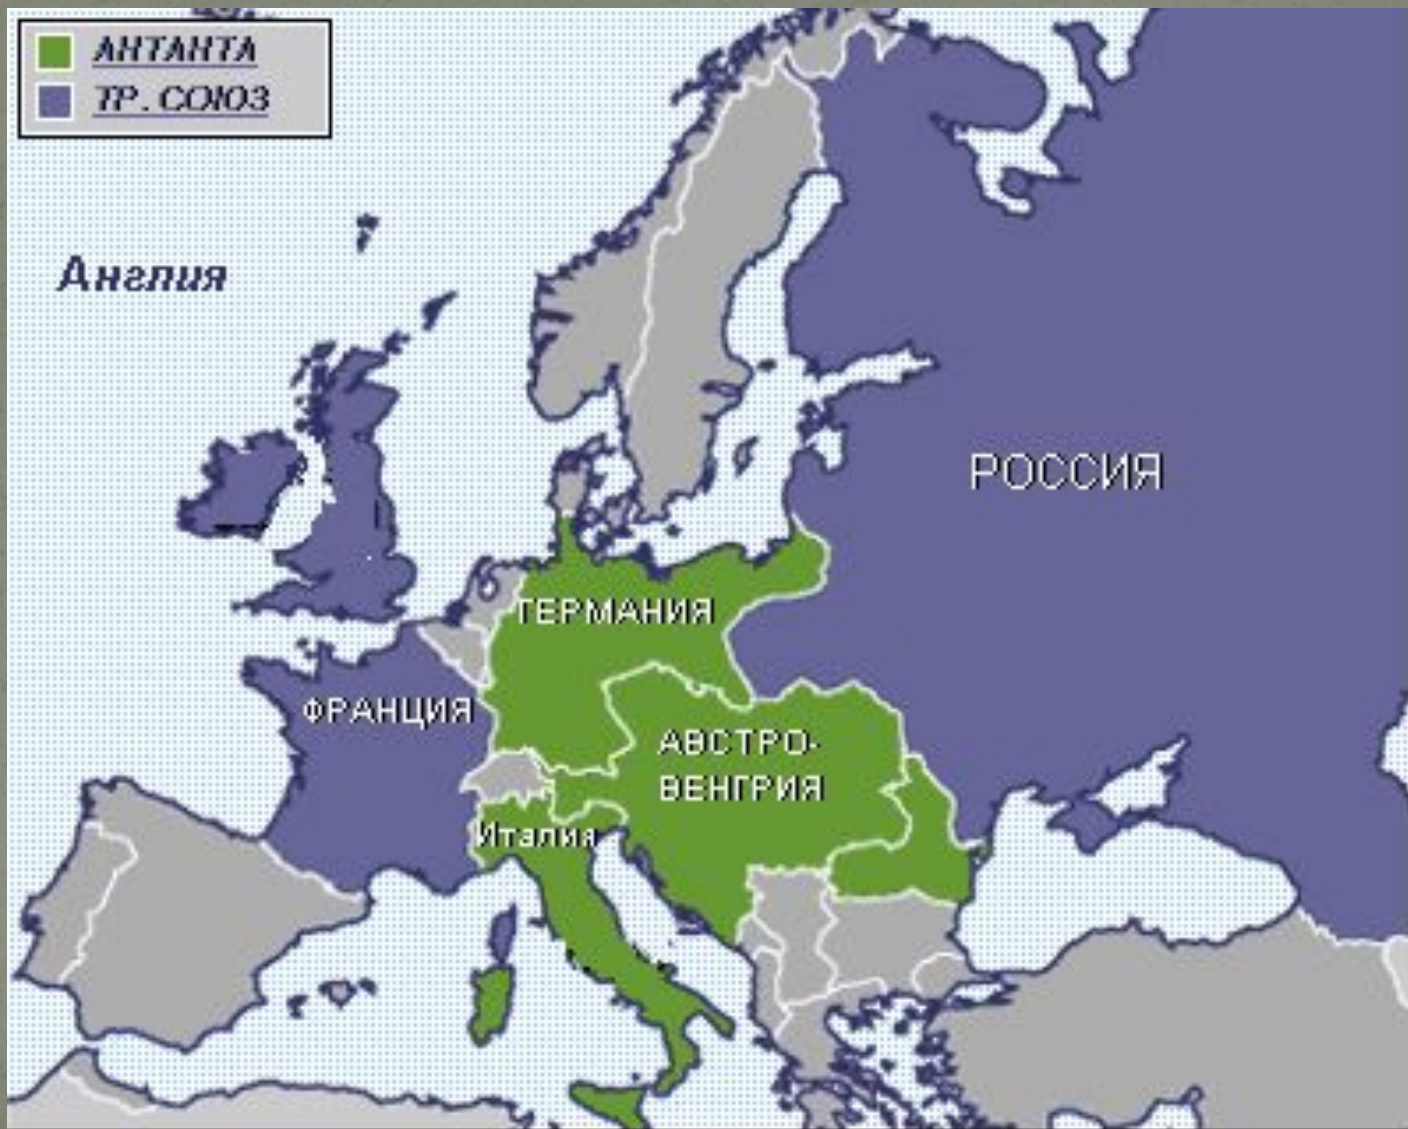 АНТАНТА
ТР. СОЮЗ
Англия
РОССИЯ
ГЕРМАНИЯ
ФРАНЦИЯ
АВСТРО-
ВЕНГРИЯ
Италия